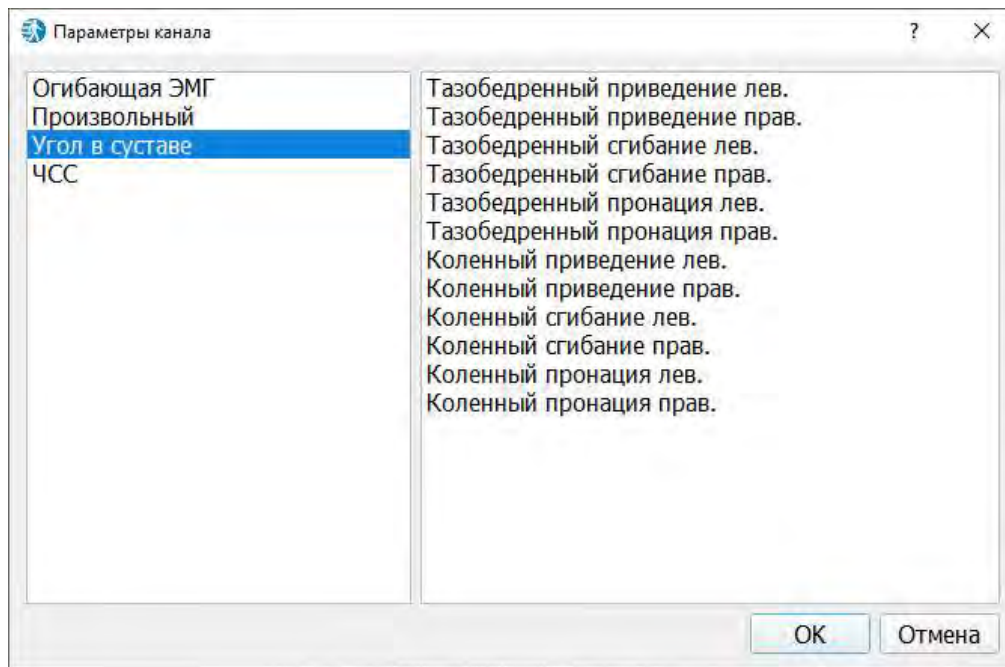 Параметры канала
?
Огибающая ЭМГ
Произвольный
Угол в суставе
ЧСС
Тазобедренный приведение лев.
Тазобедренный приведение прав.
Тазобедренный сгибание лев.
Тазобедренный сгибание прав.
Тазобедренный пронация лев.
Тазобедренный пронация прав.
Коленный приведение лев.
Коленный приведение прав.
Коленный сгибание лев.
Коленный сгибание прав.
Коленный пронация лев.
Коленный пронация прав.
OK
Отмена